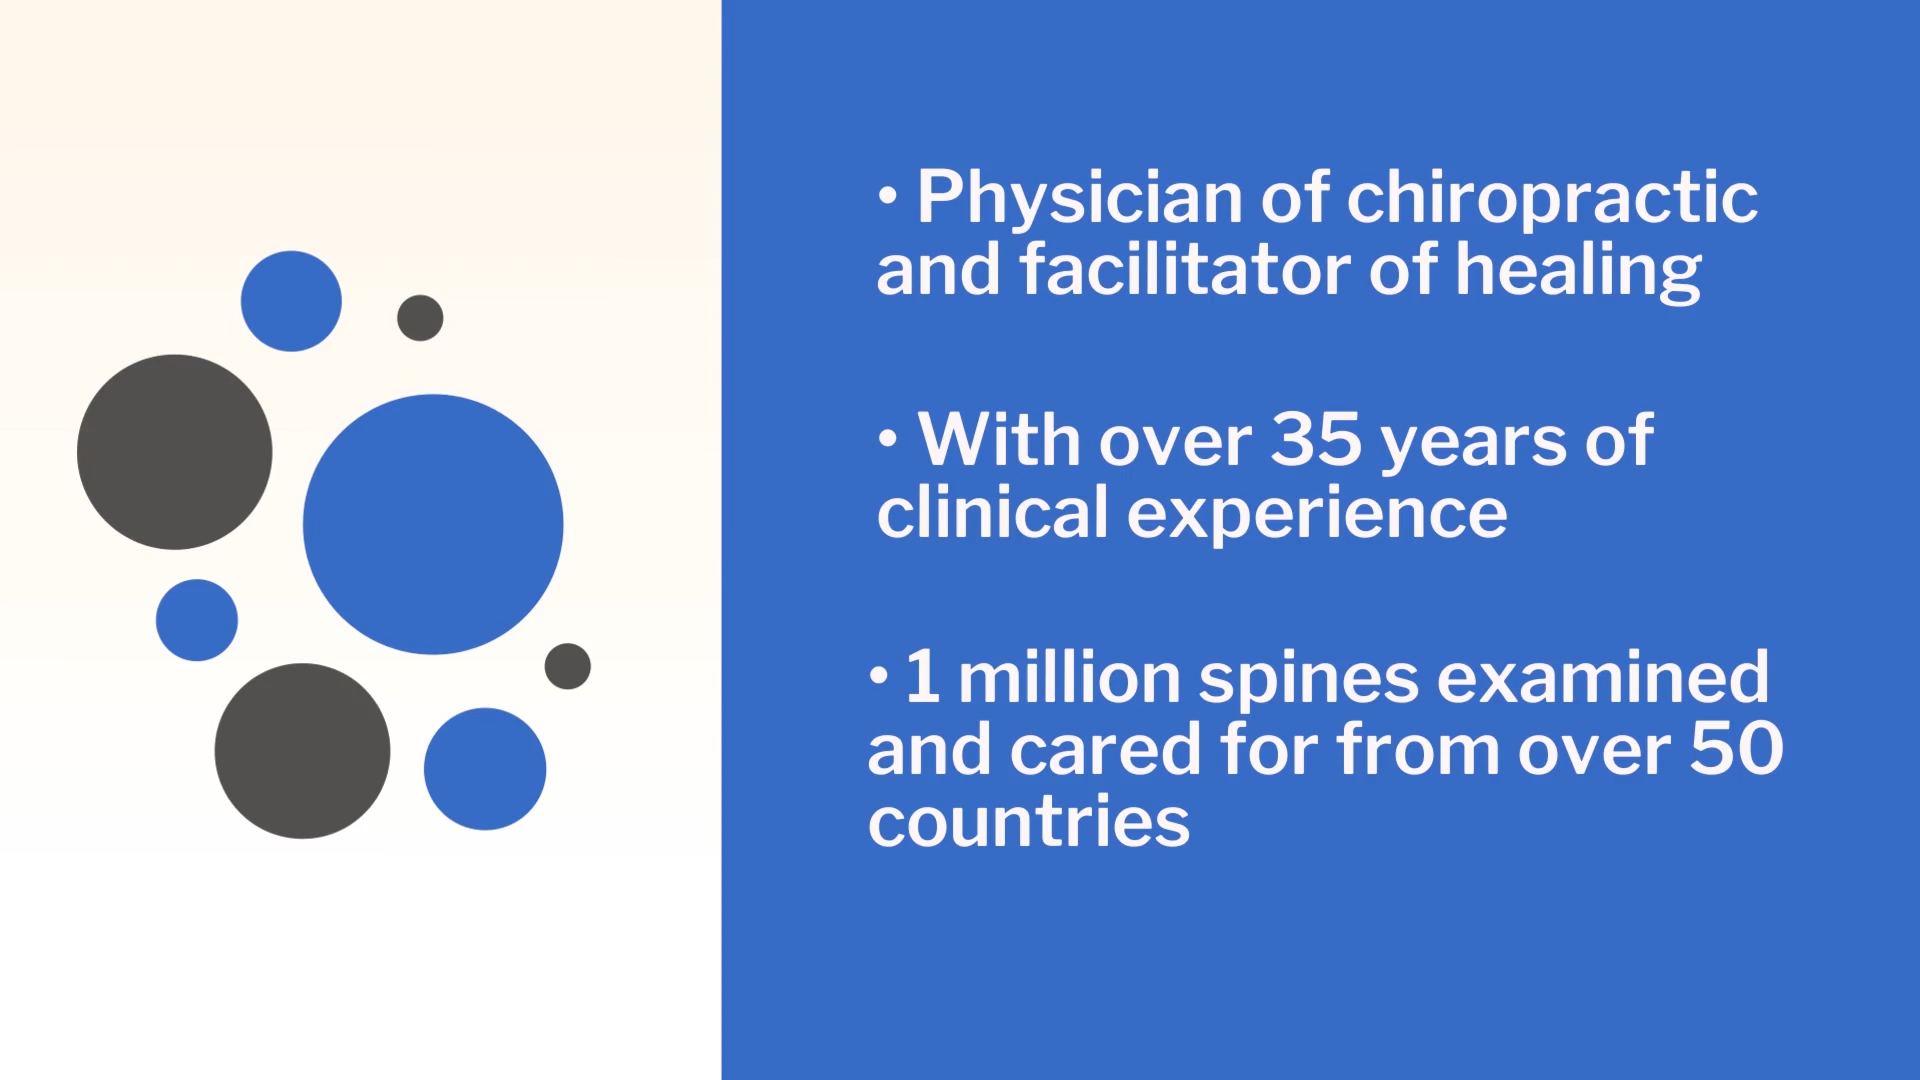 • Physician of chiropractic
and facilitator of healing
• With over 35 years of
clinical experience
• 1 million spines examined
and cared for from over 50
countries